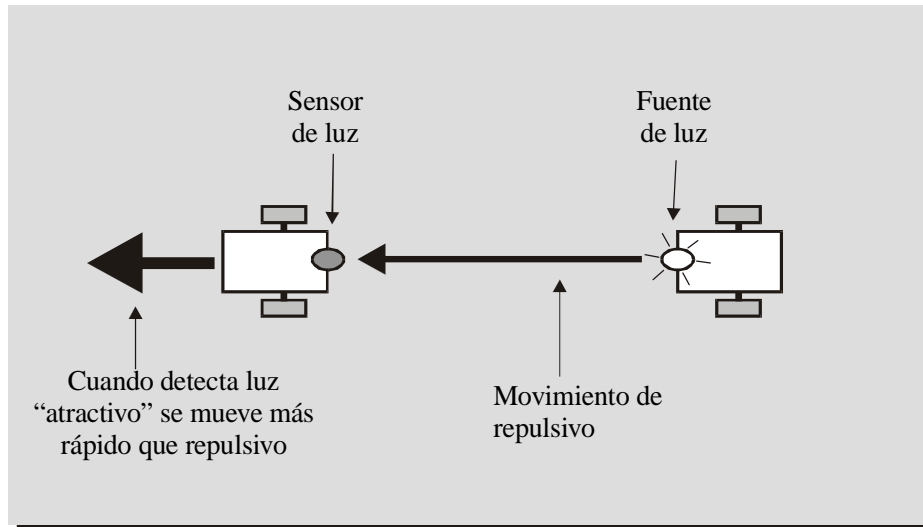 Sensor
de luz
Fuente
de luz
Cuando detecta luz
“atractivo” se mueve más
rápido que repulsivo
Movimiento de
repulsivo